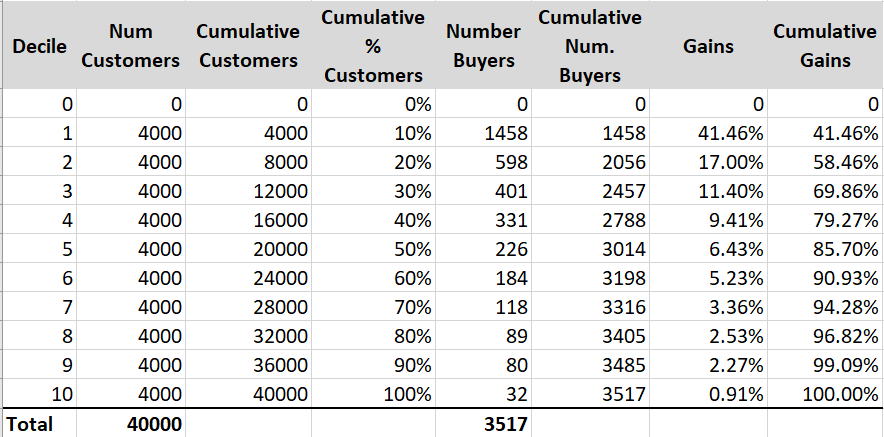 Decile Num Customers Cumulative Customers Cumulative % Customers Number Buyers Cumulative Num. Buyers Gains Cumulative Gains
0 0 0 0% 0 0 0 0
1 4000 4000 10% 1458 1458 41.46% 41.46%
2 4000 8000 20% 598 2056 17.00% 58.46%
3 4000 12000 30% 401 2457 11.40% 69.86%
4 4000 16000 40% 331 2788 9.41% 79.27%
5 4000 20000 50% 226 3014 6.43% 85.70%
6 4000 24000 60% 184 3198 5.23% 90.93%
7 4000 28000 70% 118 3316 3.36% 94.28%
8 4000 32000 80% 89 3405 2.53% 96.82%
9 4000 36000 90% 80 3485 2.27% 99.09%
10 4000 40000 100% 32 3517 0.91% 100.00%
Total 40000 3517